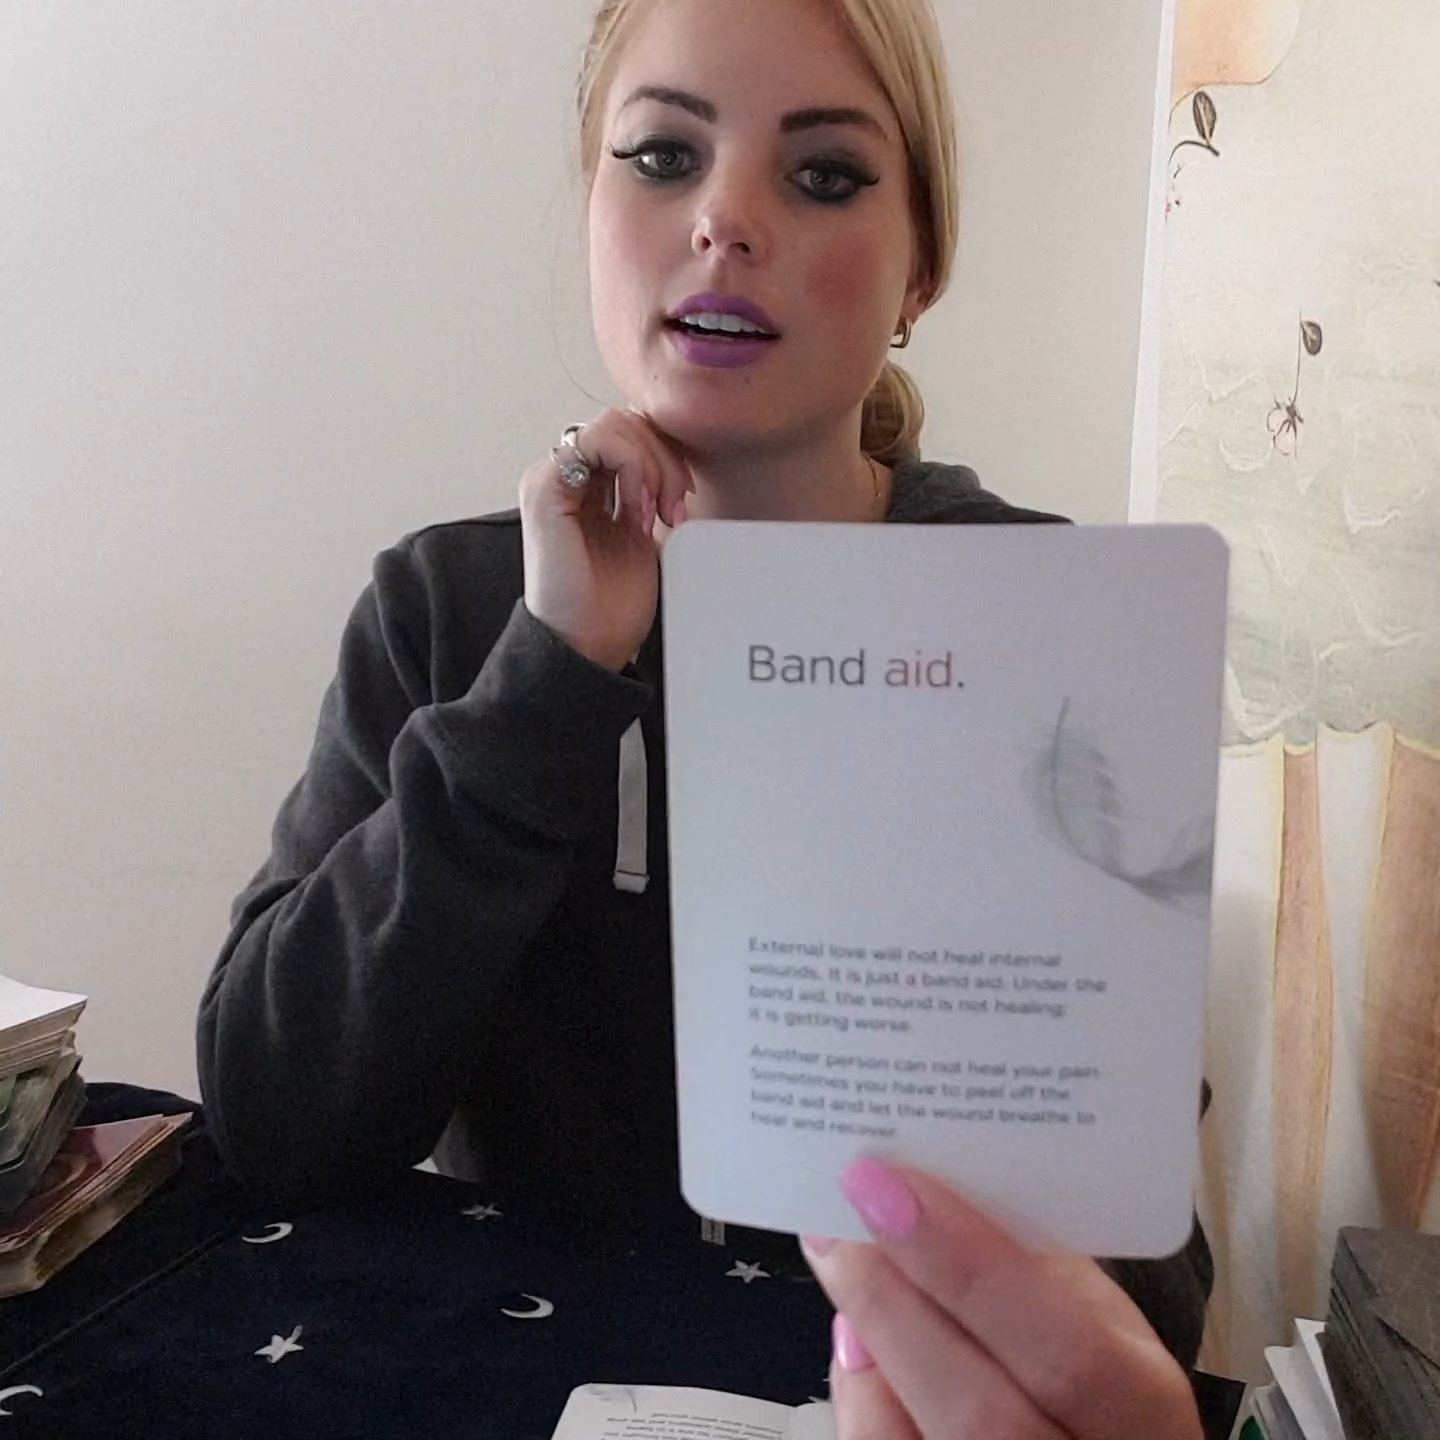 Band aid.
External love will not heal internal
wounds. It is just a band aid. Under the
band aid, the wound is not healing:
it is getting worse.
Another person can not heal your pain.
Sometimes you have to peel off the
band aid and let the wound breathe to
heal and recover.